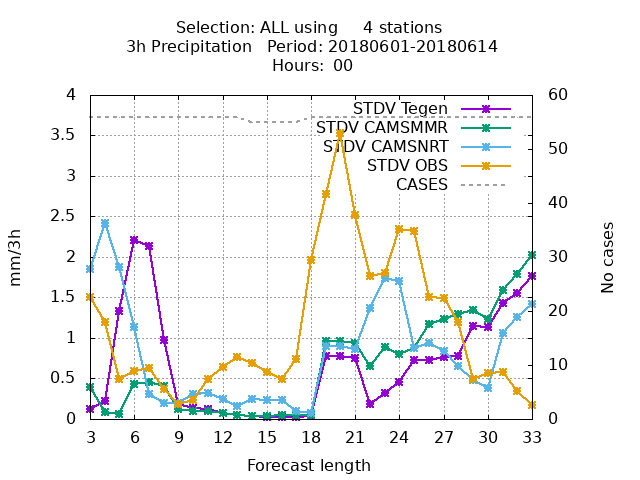 Selection: ALL using     4 stations
3h Precipitation   Period: 20180601-20180614
Hours:  00
4 60
STDV Tegen
STDV CAMSMMR
3.5
STDV CAMSNRT
50
STDV OBS
3
CASES
40
2.5
mm/3h 2 30 No cases
1.5
20
1
10
0.5
0 0
3 6 9 12 15 18 21 24 27 30 33
Forecast length